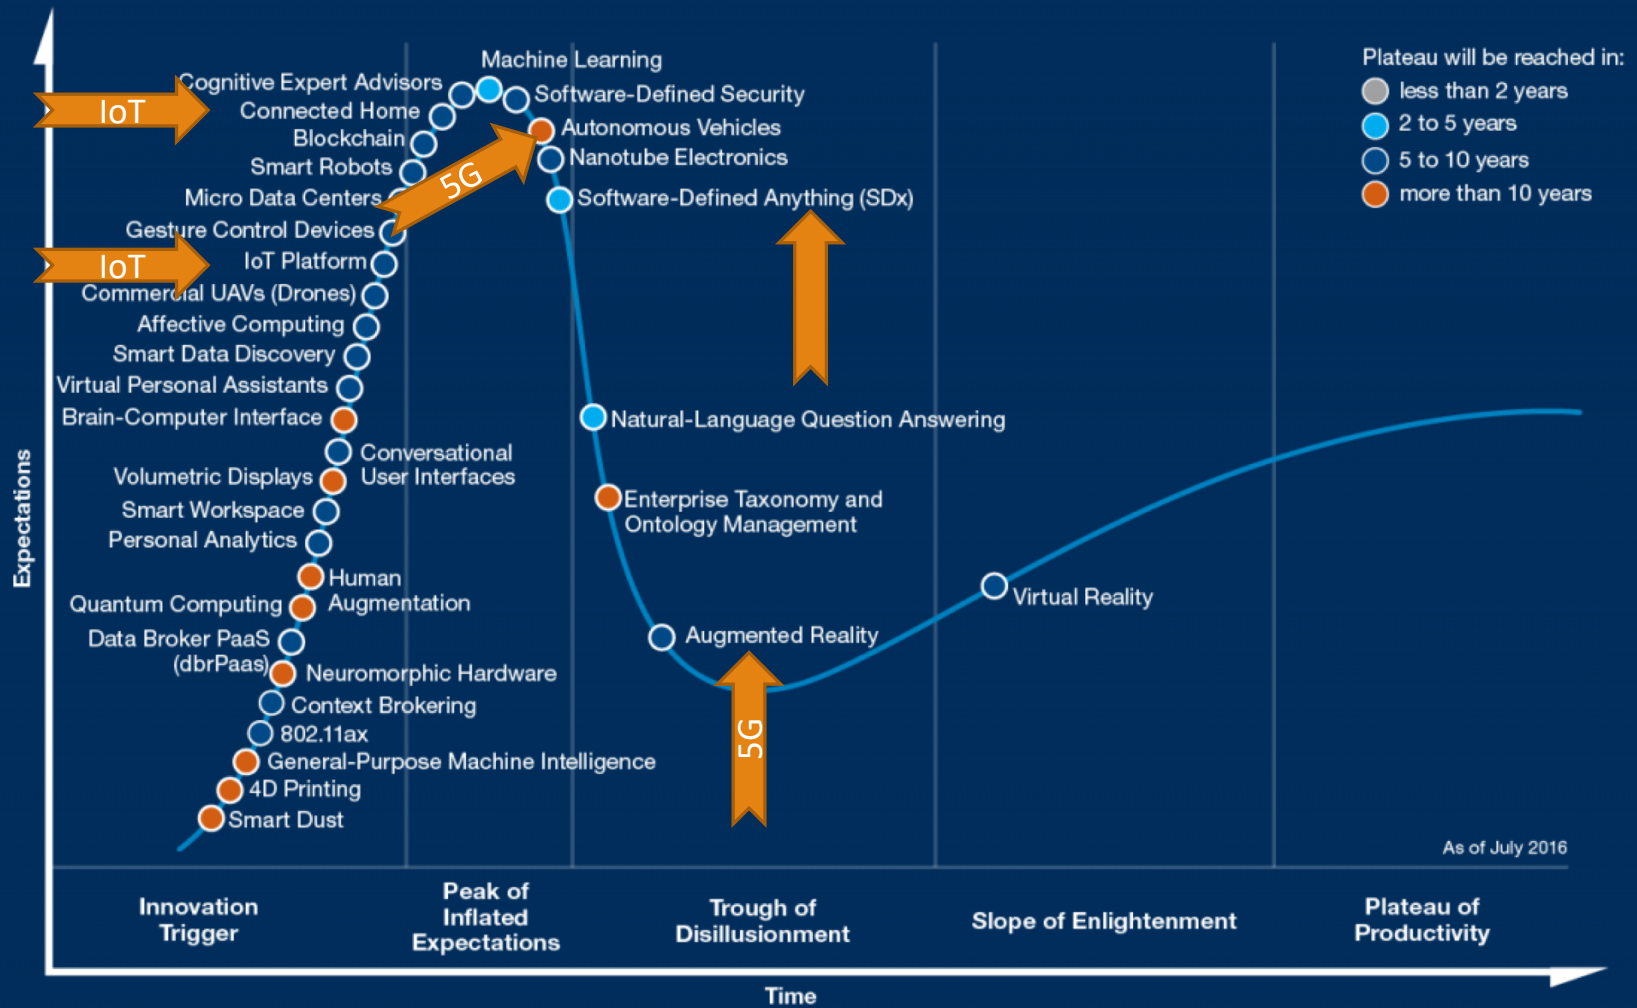 Machine Learning
Cognitive Expert Advisors
Software-Defined Security
IoT
Connected Home
Autonomous Vehicles
Blockchain
Nanotube Electronics
Smart Robots
5G
Micro Data Centers
Software-Defined Anything (SDx)
Gesture Control Devices
IoT
IoT Platform
Commercial UAVs (Drones)
Affective Computing
Smart Data Discovery
Virtual Personal Assistants
Brain-Computer Interface
Natural-Language Question Answering
Conversational
User Interfaces
Volumetric Displays
Enterprise Taxonomy and
Ontology Management
Smart Workspace
Personal Analytics
Human
Augmentation
Quantum Computing
Virtual Reality
Data Broker PaaS
(dbrPaas)
Augmented Reality
Neuromorphic Hardware
Context Brokering
802.11ax
5G
General-Purpose Machine Intelligence
4D Printing
Smart Dust
Plateau will be reached in:
less than 2 years
2 to 5 years
5 to 10 years
more than 10 years
As of July 2016
Expectations
Innovation
Trigger
Peak of
Inflated
Expectations
Trough of
Disillusionment
Slope of Enlightenment
Plateau of
Productivity
Time